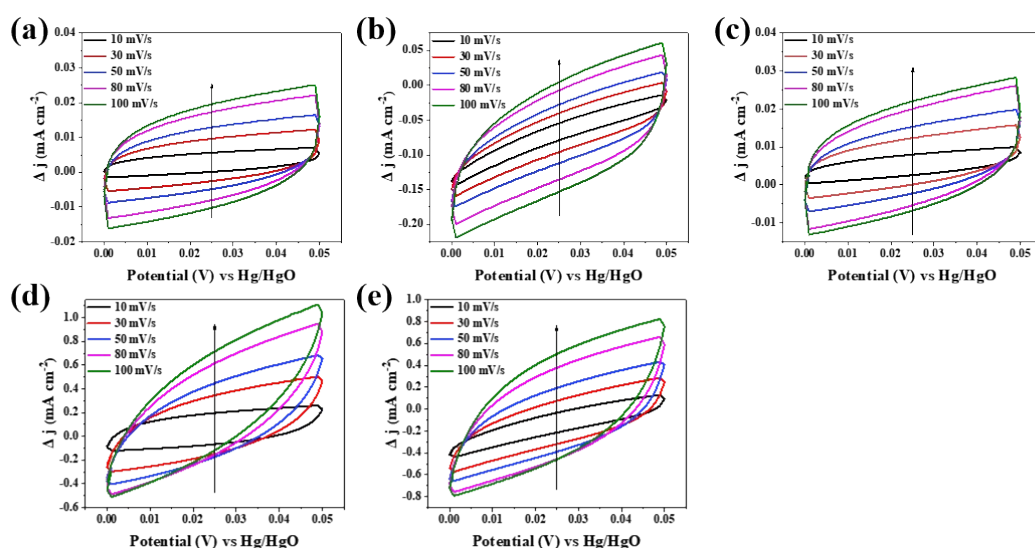 (a)
10 mV/s
30 mV/s
50 mV/s
80 mV/s
100 mV/s
0.04
0.03
0.02
0.01
0.00
-0.01
-0.02
Δ j (mA cm⁻²)
0.00 0.01 0.02 0.03 0.04 0.05
Potential (V) vs Hg/HgO
(b)
10 mV/s
30 mV/s
50 mV/s
80 mV/s
100 mV/s
0.05
0.00
-0.05
-0.10
-0.15
-0.20
Δ j (mA cm⁻²)
0.00 0.01 0.02 0.03 0.04 0.05
Potential (V) vs Hg/HgO
(c)
10 mV/s
30 mV/s
50 mV/s
80 mV/s
100 mV/s
0.04
0.03
0.02
0.01
0.00
-0.01
Δ j (mA cm⁻²)
0.00 0.01 0.02 0.03 0.04 0.05
Potential (V) vs Hg/HgO
(d)
10 mV/s
30 mV/s
50 mV/s
80 mV/s
100 mV/s
1.0
0.8
0.6
0.4
0.2
0.0
-0.2
-0.4
-0.6
Δ j (mA cm⁻²)
0.00 0.01 0.02 0.03 0.04 0.05
Potential (V) vs Hg/HgO
(e)
10 mV/s
30 mV/s
50 mV/s
80 mV/s
100 mV/s
1.0
0.8
0.6
0.4
0.2
0.0
-0.2
-0.4
-0.6
-0.8
Δ j (mA cm⁻²)
0.00 0.01 0.02 0.03 0.04 0.05
Potential (V) vs Hg/HgO